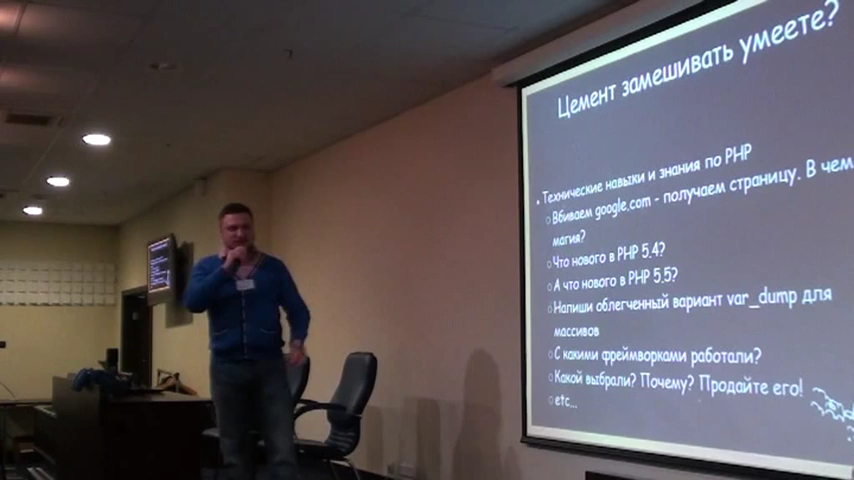 Цемент замешивать умеете?
Технические навыки и знания по PHP
Вбиваем google.com - получаем страницу. В чем
магия?
Что нового в PHP 5.4?
А что нового в PHP 5.5?
Напиши облегченный вариант var_dump для
массивов
С какими фреймворками работали?
Какой выбрали? Почему? Продайте его!
etc...